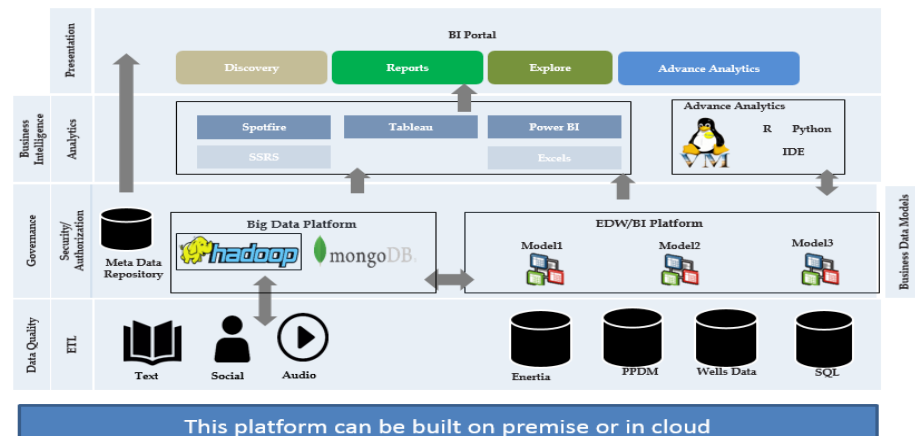 Presentation
BI Portal
Discovery
Reports
Explore
Advance Analytics
Business
Intelligence
Analytics
Spotfire
Tableau
Power BI
SSRS
Excels
Advance Analytics
R Python
IDE
VM
Governance
Security/
Authorization
Meta Data
Repository
Big Data Platform
hadoop
mongoDB
EDW/BI Platform
Model1
Model2
Model3
Business Data Models
Data Quality
ETL
Text
Social
Audio
Enertia
PPDM
Wells Data
SQL
This platform can be built on premise or in cloud